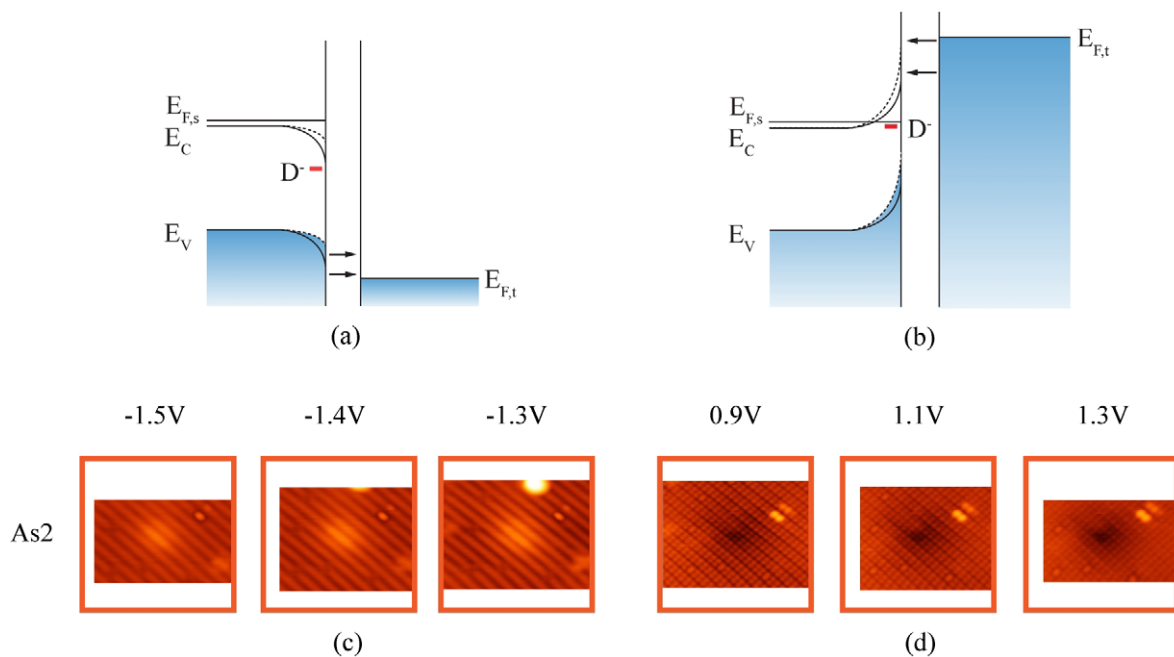 E_F,s
E_C
D⁻
E_V
E_F,t
(a)
E_F,t
E_F,s
E_C
D⁻
E_V
(b)
-1.5V -1.4V -1.3V 0.9V 1.1V 1.3V
As2
(c) (d)